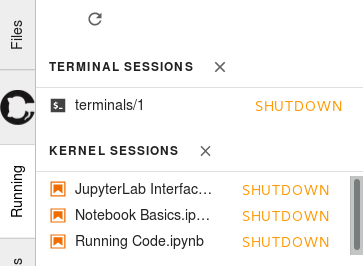 Files
TERMINAL SESSIONS
terminals/1 SHUTDOWN
KERNEL SESSIONS
JupyterLab Interfac... SHUTDOWN
Notebook Basics.ip... SHUTDOWN
Running Code.ipynb SHUTDOWN
Running